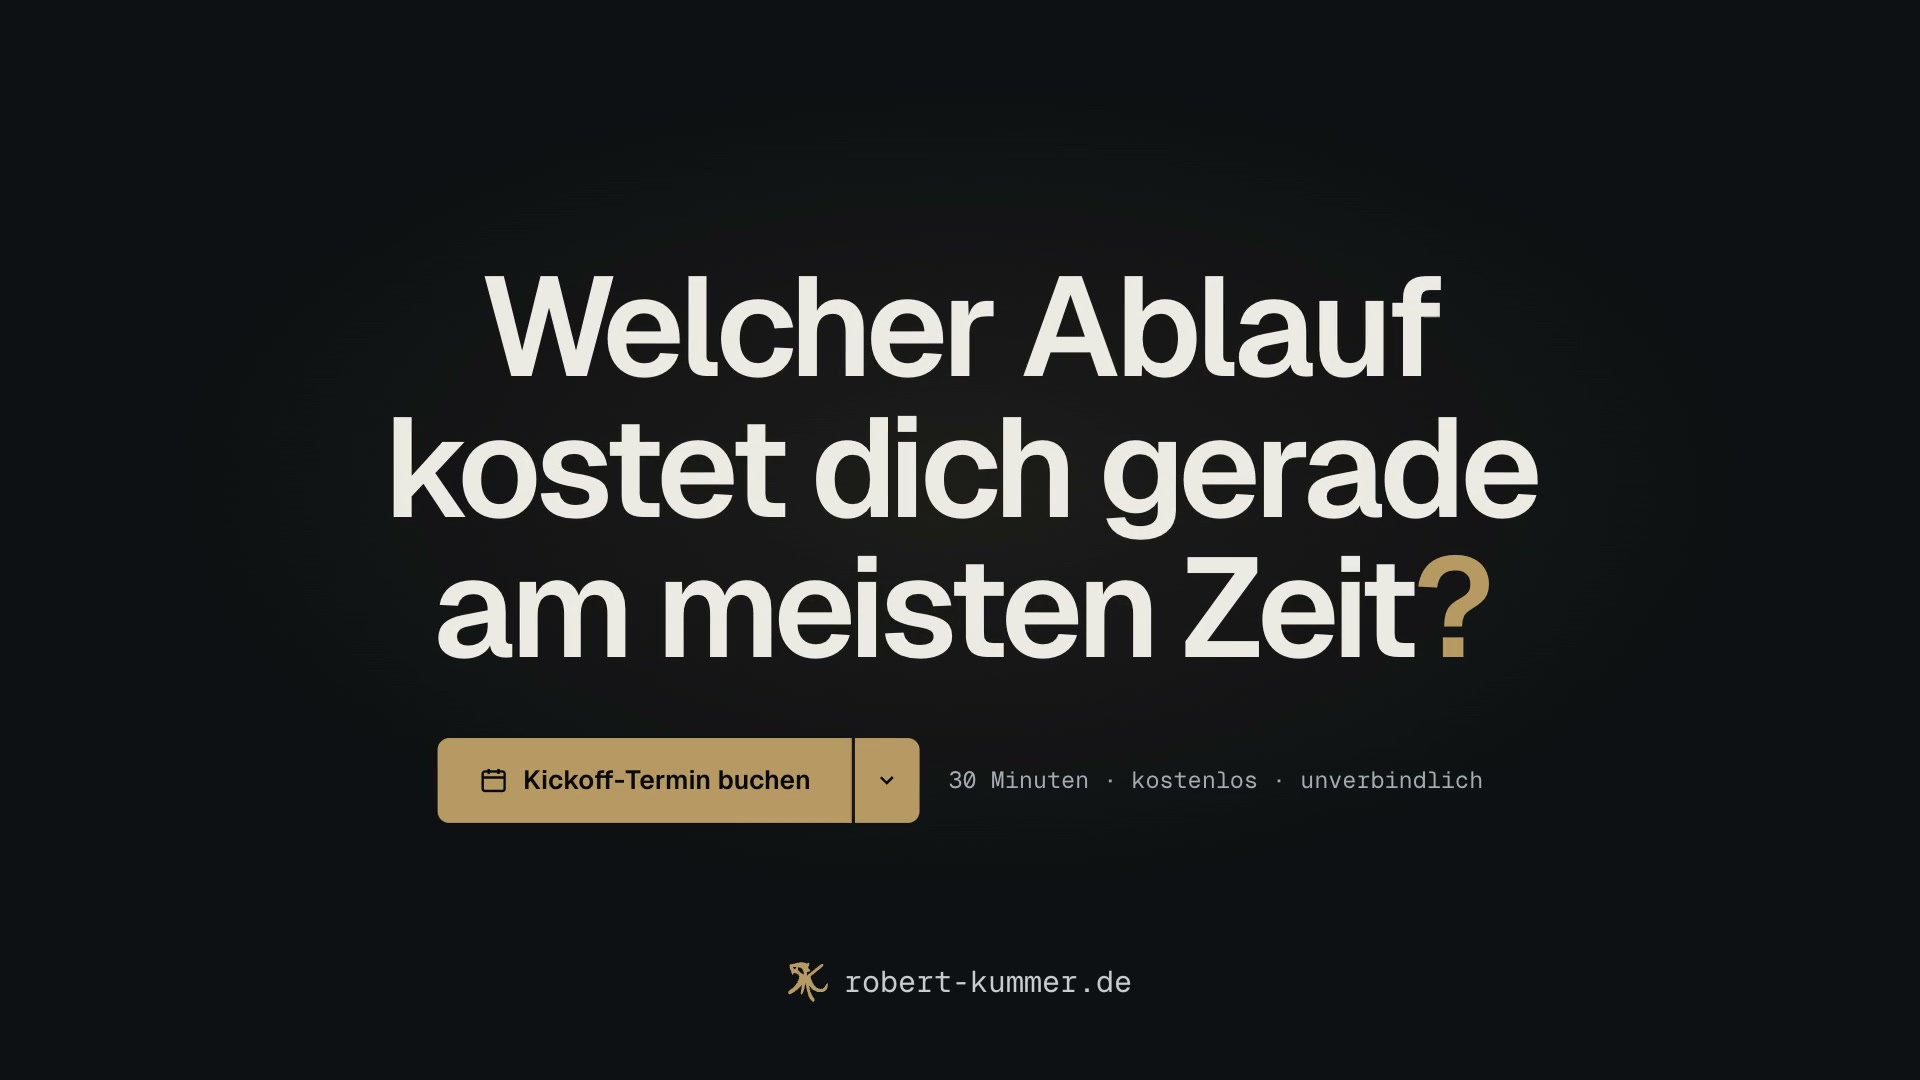 Welcher Ablauf
kostet dich gerade
am meisten Zeit?
Kickoff-Termin buchen
30 Minuten · kostenlos · unverbindlich
robert-kummer.de